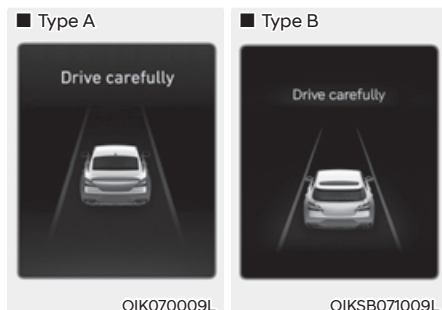 ■ Type A
Drive carefully
OIK070009L
■ Type B
Drive carefully
OIKSB071009L